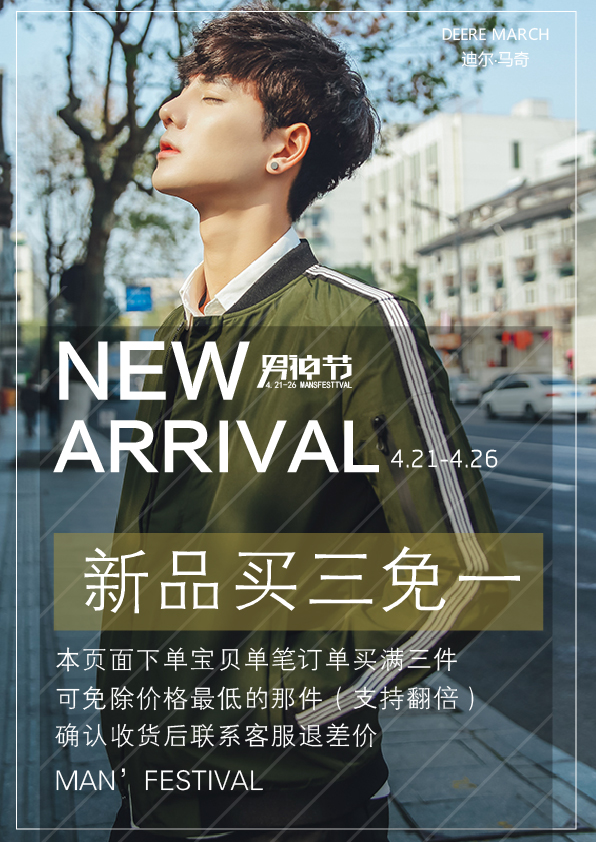 DEERE MARCH
迪尔·马奇
NEW
男神节
4.21-26 MANSFESTTVAL
ARRIVAL
4.21-4.26
新品买三免一
本页面下单宝贝单笔订单买满三件
可免除价格最低的那件（支持翻倍）
确认收货后联系客服退差价
MAN’FESTIVAL